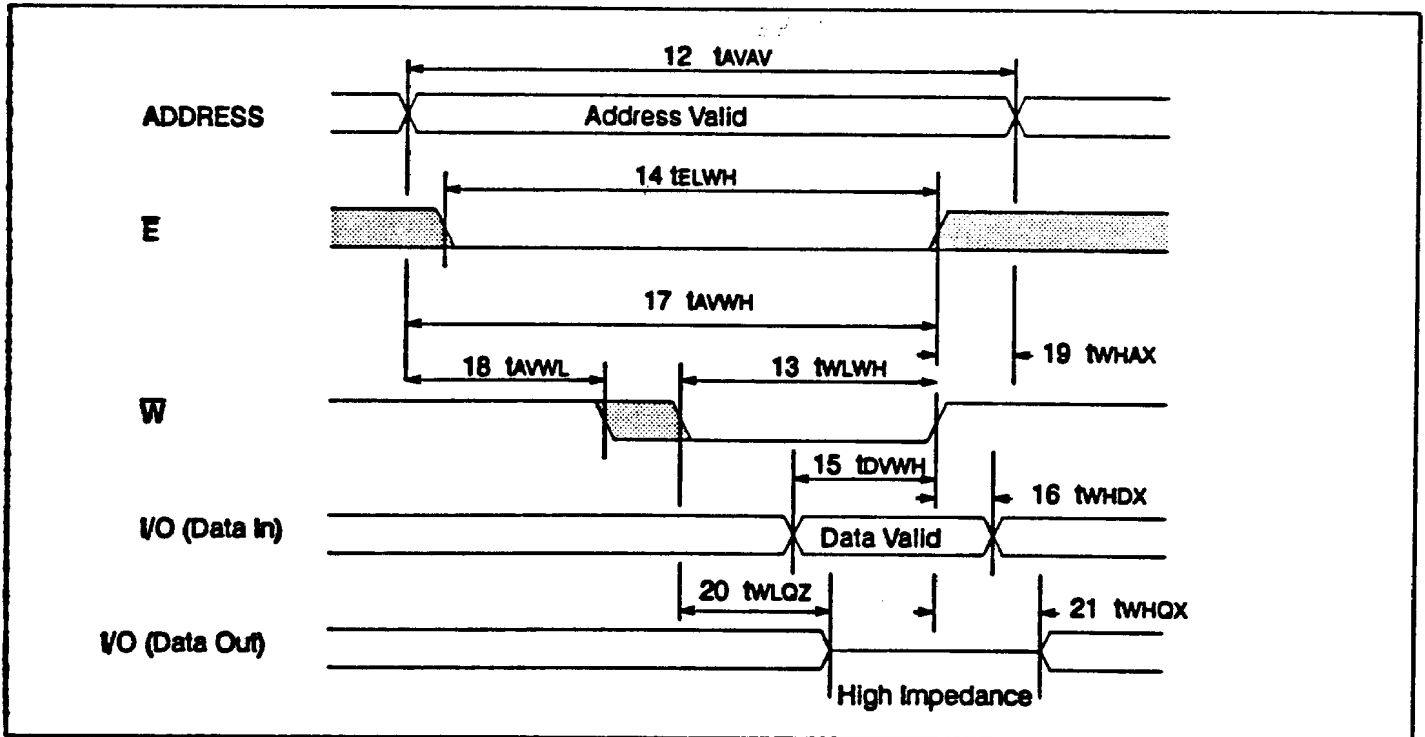 12 tAVAV
ADDRESS Address Valid
14 tELWH
E̅
17 tAVWH
19 tWHAX
18 tAVWL 13 tWLWH
W̅
15 tDVWH
16 tWHDX
I/O (Data In) Data Valid
20 tWLQZ 21 tWHQX
I/O (Data Out)
High Impedance